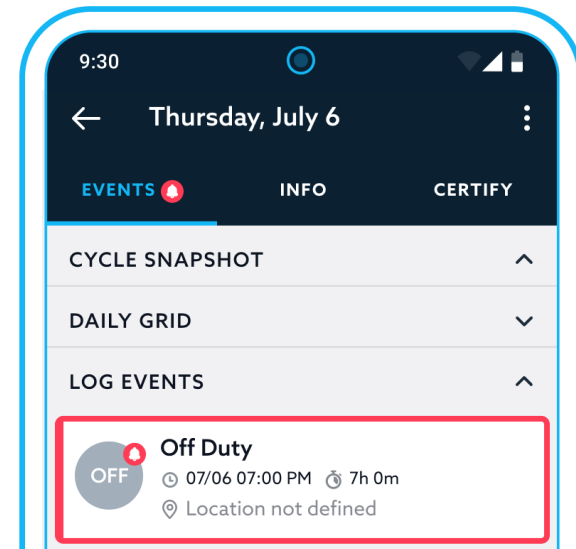 9:30
Thursday, July 6
EVENTS INFO CERTIFY
CYCLE SNAPSHOT
DAILY GRID
LOG EVENTS
Off Duty
OFF 07/06 07:00 PM 7h 0m
Location not defined